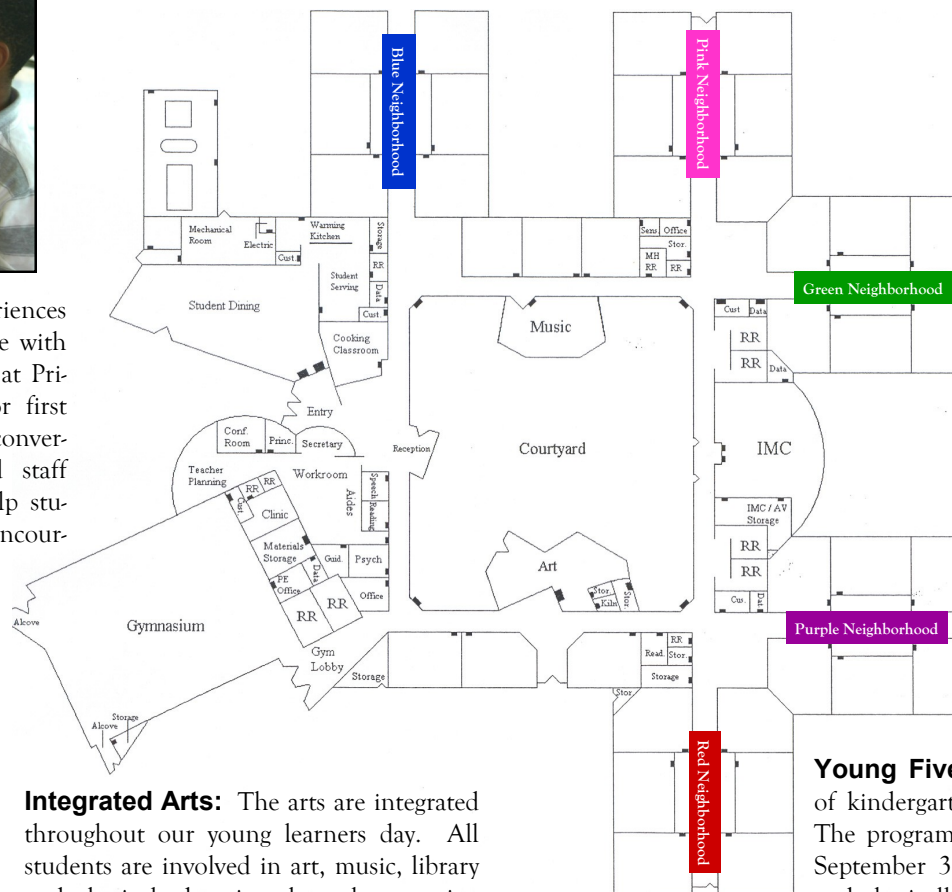 Blue Neighborhood
Pink Neighborhood
Mechanical
Room
Electric
Cust.
Warming
Kitchen
Storage
RR
Data
Cust.
Student
Serving
Student Dining
Cooking
Classroom
Sens.
Office
Stor.
MH
RR
RR
Green Neighborhood
Music
Cust
Data
RR
RR
Data
Entry
Conf.
Room
Princ.
Secretary
Reception
Courtyard
IMC
Teacher
Planning
Workroom
Aides
Speech
Reading
RR
RR
Cust.
Clinic
Materials
Storage
Guid.
Psych
Data
PE
Office
Office
RR
RR
IMC / AV
Storage
RR
RR
Cus.
Dat.
Art
Stor.
Kiln
Stor.
Alcove
Gymnasium
Gym
Lobby
Storage
Purple Neighborhood
RR
Read.
Stor.
Storage
Stor.
Storage
Alcove
Red Neighborhood
riences
e with
at Pri-
or first
conver-
d staff
lp stu-
ncour-
Integrated Arts: The arts are integrated
throughout our young learners day. All
students are involved in art, music, library
Young Five
of kindergart
The program
September 3